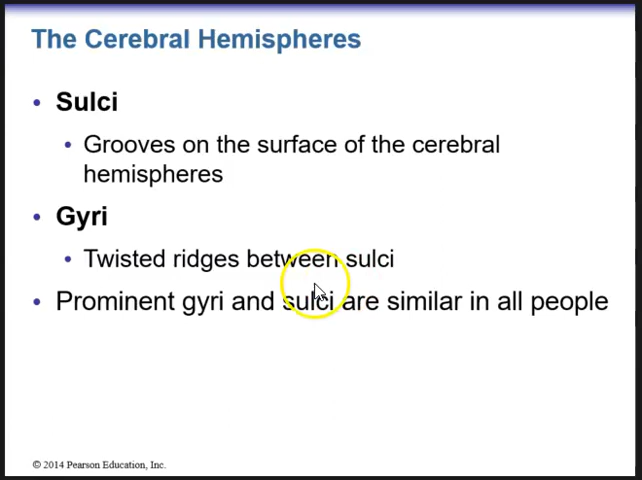 The Cerebral Hemispheres
• Sulci
• Grooves on the surface of the cerebral
hemispheres
• Gyri
• Twisted ridges between sulci
• Prominent gyri and sulci are similar in all people
© 2014 Pearson Education, Inc.